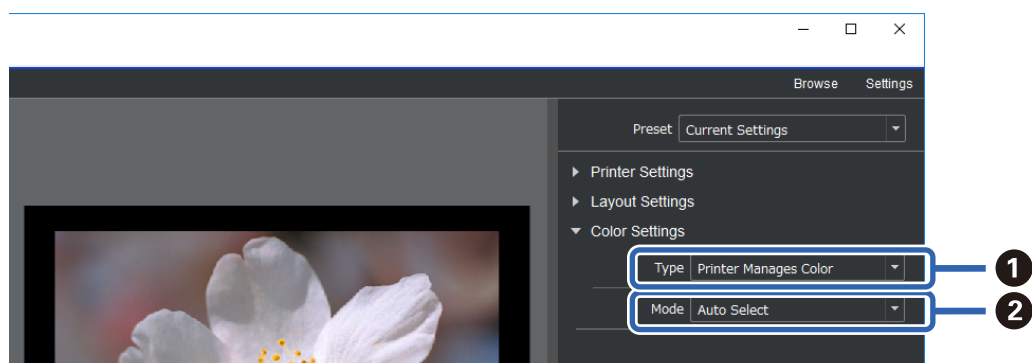 Browse Settings
Preset Current Settings
Printer Settings
Layout Settings
Color Settings
Type Printer Manages Color 1
Mode Auto Select 2